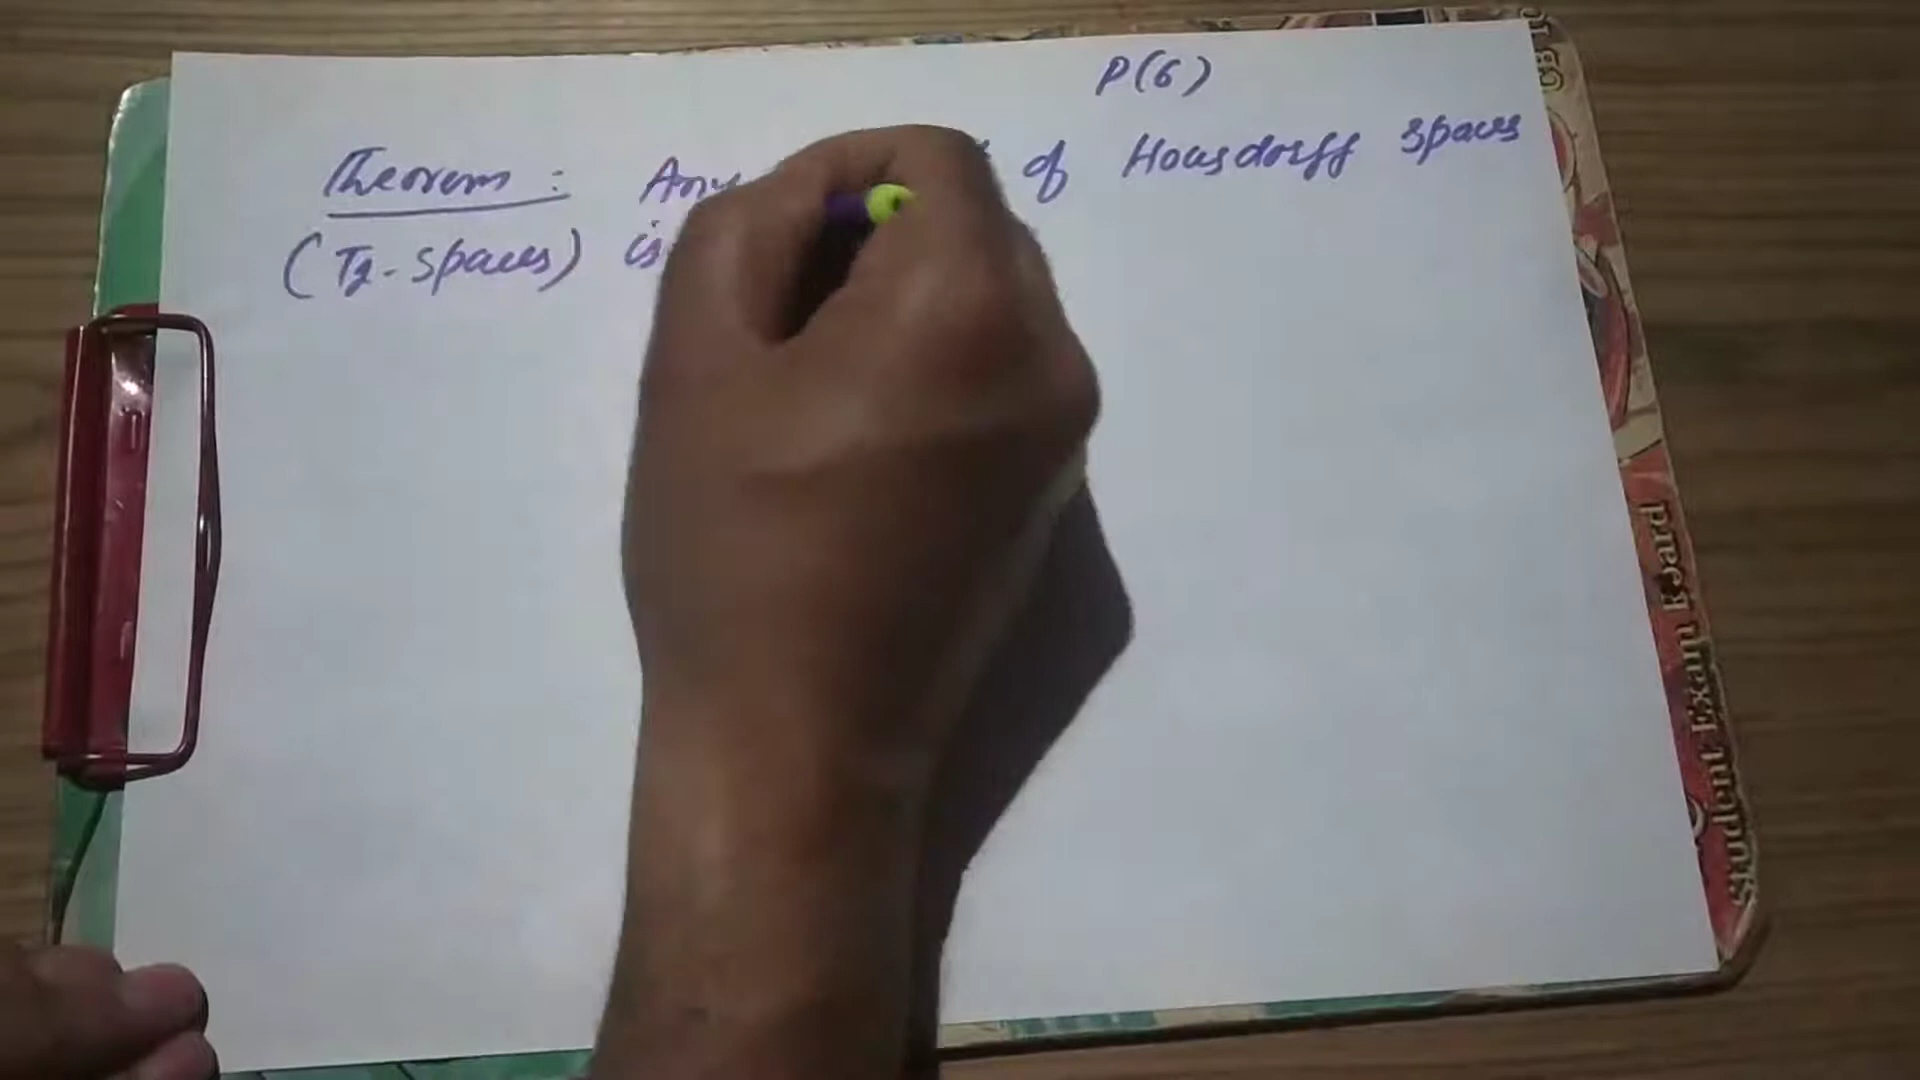 P(6)
Theorem : Any of Housdorff spaces
(T2-spaces) is
Student Exam Board